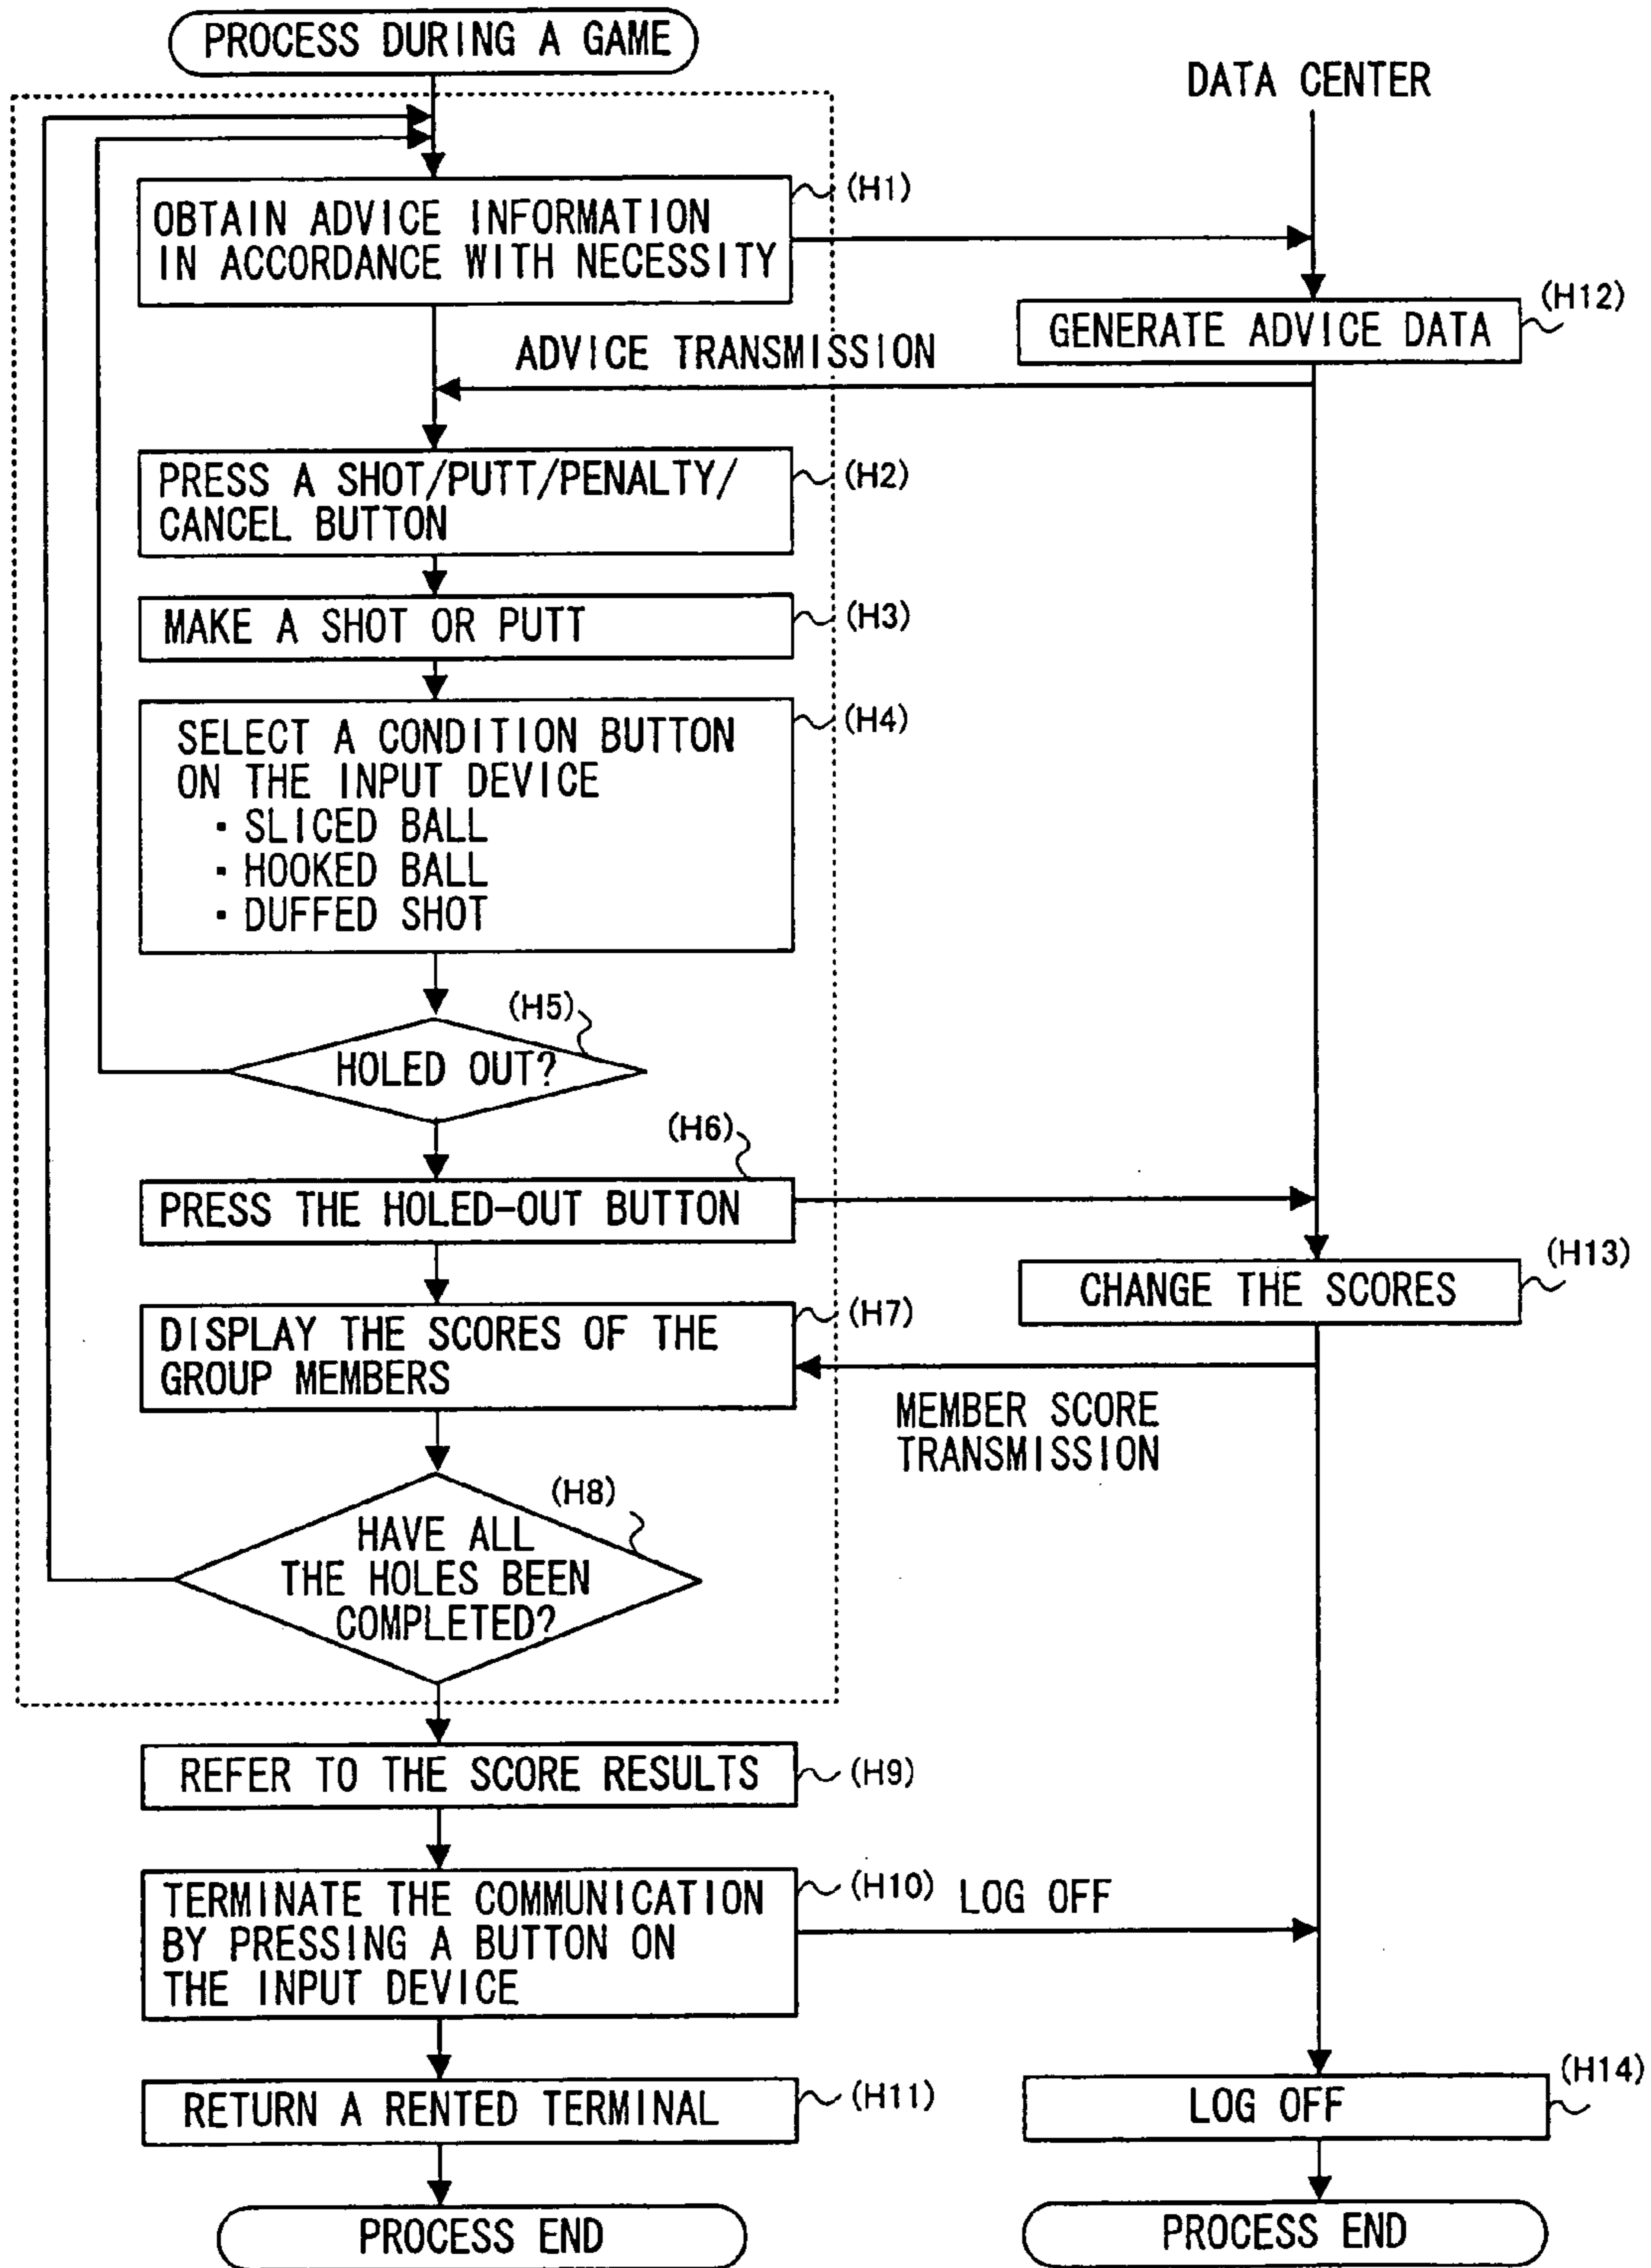 PROCESS DURING A GAME
DATA CENTER
(H1)
OBTAIN ADVICE INFORMATION
IN ACCORDANCE WITH NECESSITY
(H12)
GENERATE ADVICE DATA
ADVICE TRANSMISSION
PRESS A SHOT/PUTT/PENALTY/
CANCEL BUTTON
(H2)
MAKE A SHOT OR PUTT
(H3)
SELECT A CONDITION BUTTON
ON THE INPUT DEVICE
・SLICED BALL
・HOOKED BALL
・DUFFED SHOT
(H4)
(H5)
HOLED OUT?
(H6)
PRESS THE HOLED-OUT BUTTON
(H13)
CHANGE THE SCORES
DISPLAY THE SCORES OF THE
GROUP MEMBERS
(H7)
MEMBER SCORE
TRANSMISSION
(H8)
HAVE ALL
THE HOLES BEEN
COMPLETED?
REFER TO THE SCORE RESULTS
(H9)
TERMINATE THE COMMUNICATION
BY PRESSING A BUTTON ON
THE INPUT DEVICE
(H10)
LOG OFF
RETURN A RENTED TERMINAL
(H11)
(H14)
LOG OFF
PROCESS END
PROCESS END